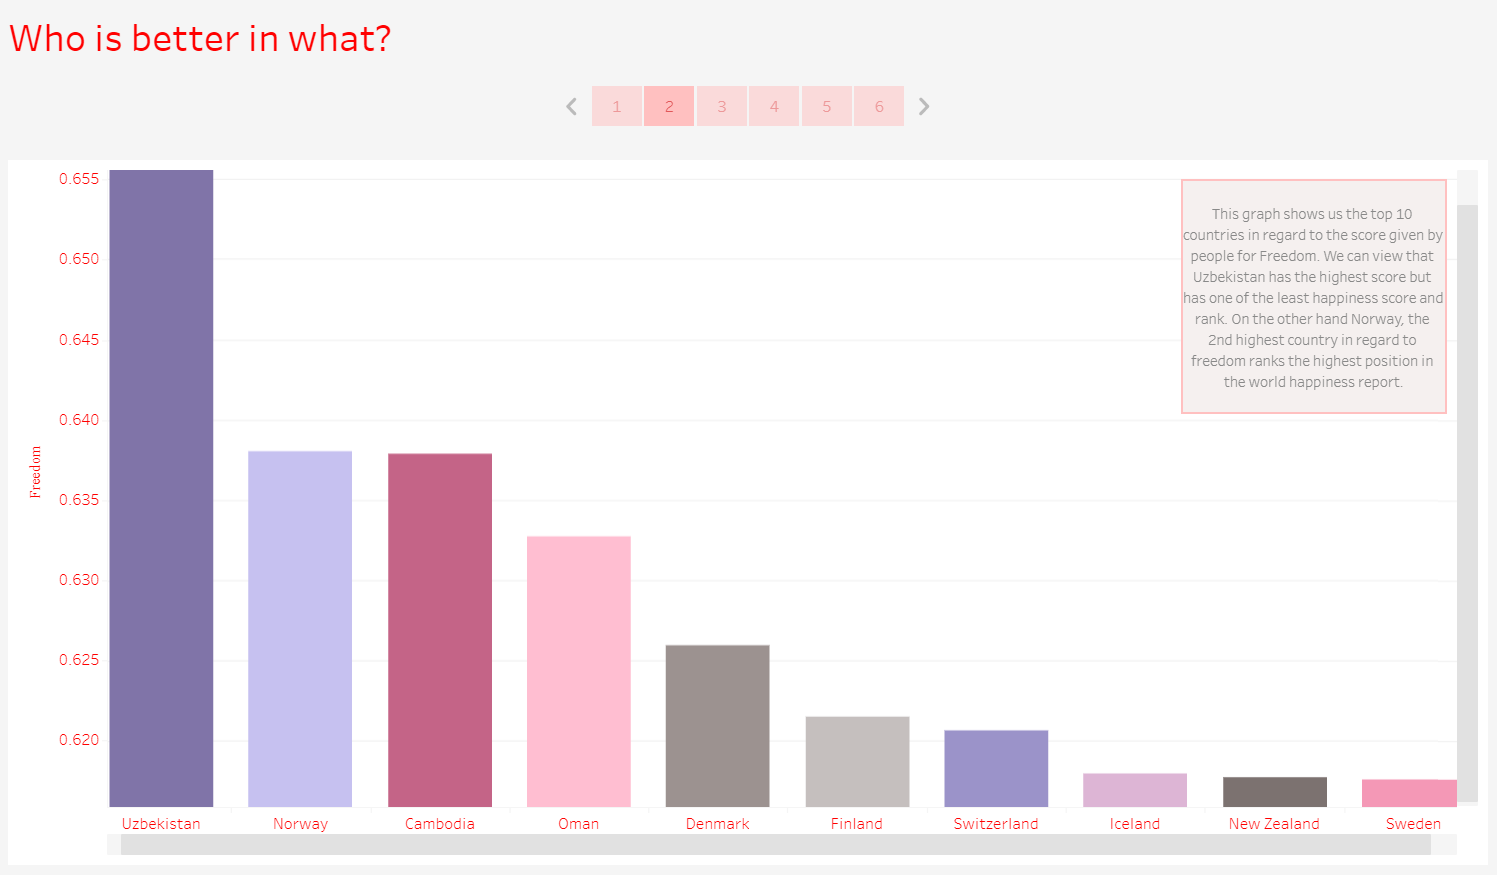 Who is better in what?
1 2 3 4 5 6
0.655
0.650
0.645
0.640
0.635
0.630
0.625
0.620
Freedom
This graph shows us the top 10
countries in regard to the score given by
people for Freedom. We can view that
Uzbekistan has the highest score but
has one of the least happiness score and
rank. On the other hand Norway, the
2nd highest country in regard to
freedom ranks the highest position in
the world happiness report.
Uzbekistan Norway Cambodia Oman Denmark Finland Switzerland Iceland New Zealand Sweden